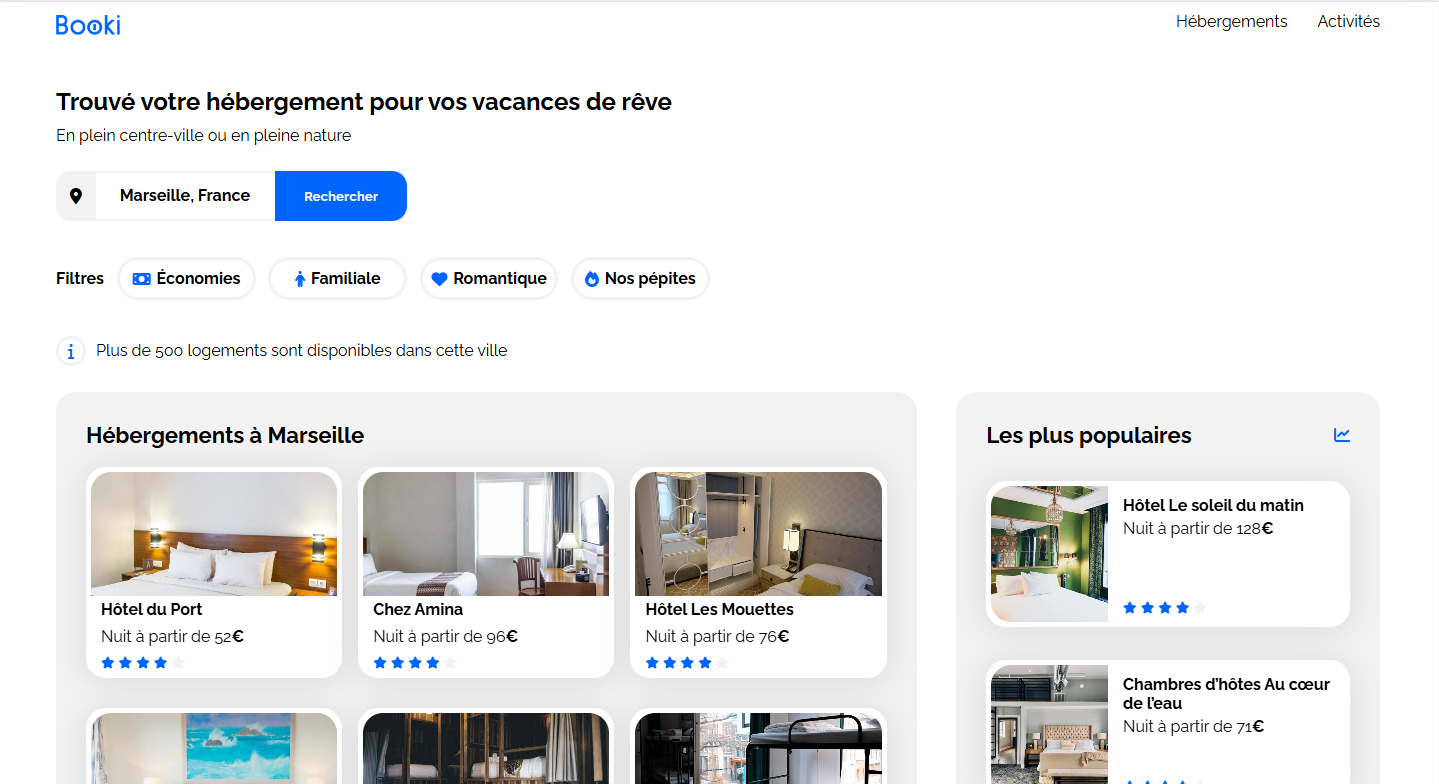 Booki
Hébergements
Activités
Trouvé votre hébergement pour vos vacances de rêve
En plein centre-ville ou en pleine nature
Marseille, France
Rechercher
Filtres
Économies
Familiale
Romantique
Nos pépites
Plus de 500 logements sont disponibles dans cette ville
Hébergements à Marseille
Hôtel du Port
Nuit à partir de 52€
Chez Amina
Nuit à partir de 96€
Hôtel Les Mouettes
Nuit à partir de 76€
Les plus populaires
Hôtel Le soleil du matin
Nuit à partir de 128€
Chambres d’hôtes Au cœur
de l’eau
Nuit à partir de 71€